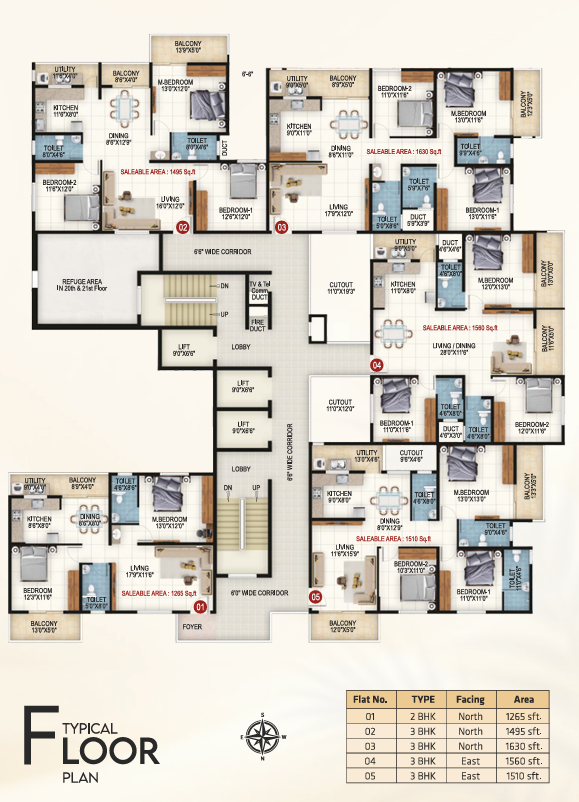 BALCONY
13'9"X5'0"
UTILITY
11'6"X4'0"
BALCONY
8'6"X4'0"
M.BEDROOM
13'0"X12'0"
KITCHEN
11'6"X8'0"
DINING
8'6"X12'9"
TOILET
8'0"X4'6"
TOILET
8'0"X4'6"
DUCT
SALEABLE AREA : 1495 Sq.ft
BEDROOM-2
11'6"X12'0"
LIVING
16'0"X12'0"
BEDROOM-1
12'6"X12'0"
02
6'-6"
UTILITY
9'0"X6'0"
BALCONY
8'9"X5'0"
BEDROOM-2
11'0"X11'6"
M.BEDROOM
13'0"X11'6"
BALCONY
12'3"X5'0"
KITCHEN
9'0"X11'0"
DINING
8'6"X11'0"
TOILET
8'9"X4'6"
SALEABLE AREA : 1630 Sq.ft
LIVING
17'9"X12'0"
TOILET
5'9"X7'6"
TOILET
5'0"X8'6"
DUCT
5'9"X3'9"
BEDROOM-1
13'0"X11'6"
03
6'6" WIDE CORRIDOR
REFUGE AREA
IN 20th & 21st Floor
DN
UP
TV & Tel
Comm.
DUCT
FIRE
DUCT
LIFT
9'0"X6'6"
LOBBY
CUTOUT
11'0"X19'3"
UTILITY
9'0"X5'0"
DUCT
4'6"X4'6"
TOILET
4'6"X8'0"
KITCHEN
11'0"X8'0"
M.BEDROOM
12'0"X13'0"
BALCONY
13'0"X5'0"
SALEABLE AREA : 1560 Sq.ft
LIVING / DINING
28'0"X11'6"
BALCONY
11'6"X5'0"
04
LIFT
9'0"X6'6"
LIFT
9'0"X6'6"
CUTOUT
11'0"X12'0"
BEDROOM-1
11'0"X11'6"
TOILET
4'6"X8'0"
DUCT
4'6"X3'0"
TOILET
4'6"X8'0"
BEDROOM-2
12'0"X11'6"
6'6" WIDE CORRIDOR
LOBBY
DN
UP
UTILITY
13'0"X4'6"
CUTOUT
9'6"X4'6"
KITCHEN
9'0"X8'0"
DINING
8'0"X12'9"
TOILET
4'6"X8'0"
M.BEDROOM
13'0"X13'0"
BALCONY
13'3"X5'0"
TOILET
9'0"X4'6"
SALEABLE AREA : 1510 Sq.ft
LIVING
11'6"X15'9"
BEDROOM-2
10'3"X11'0"
BEDROOM-1
11'0"X11'0"
TOILET
11'0"X4'6"
05
BALCONY
12'0"X5'0"
UTILITY
9'0"X4'0"
BALCONY
8'9"X4'0"
TOILET
4'6"X8'6"
KITCHEN
8'6"X8'0"
DINING
6'6"X8'0"
M.BEDROOM
13'0"X12'0"
BEDROOM
12'3"X11'6"
LIVING
17'9"X11'6"
TOILET
5'0"X8'0"
SALEABLE AREA : 1265 Sq.ft
01
BALCONY
13'0"X5'0"
FOYER
6'0" WIDE CORRIDOR
TYPICAL
FLOOR
PLAN
S
E W
N
Flat No. TYPE Facing Area
01 2 BHK North 1265 sft.
02 3 BHK North 1495 sft.
03 3 BHK North 1630 sft.
04 3 BHK East 1560 sft.
05 3 BHK East 1510 sft.